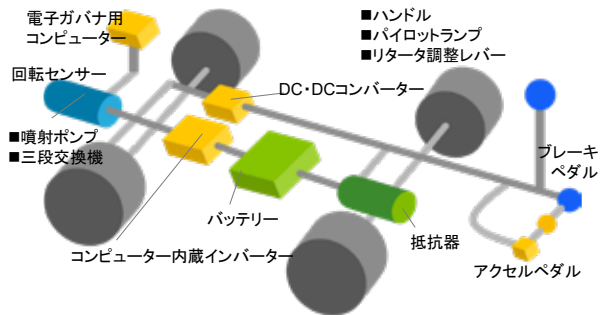 電子ガバナ用
コンピューター
回転センサー
■噴射ポンプ
■三段交換機
■ハンドル
■パイロットランプ
■リタータ調整レバー
DC・DCコンバーター
ブレーキ
ペダル
バッテリー
抵抗器
コンピューター内蔵インバーター
アクセルペダル